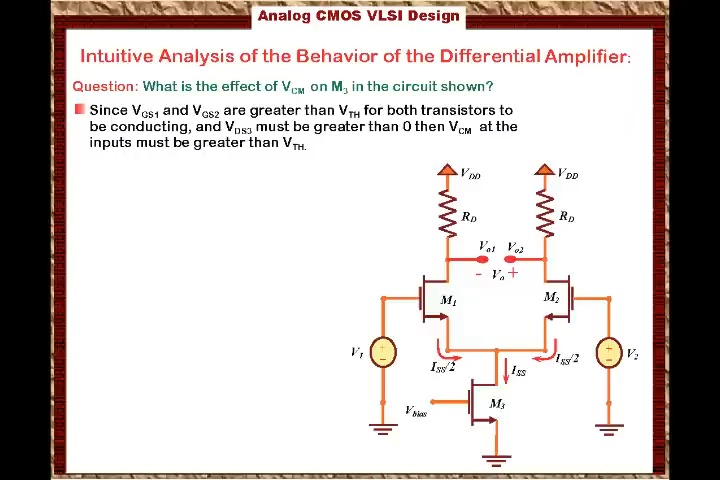 Analog CMOS VLSI Design
Intuitive Analysis of the Behavior of the Differential Amplifier:
Question: What is the effect of VCM on M3 in the circuit shown?
Since VGS1 and VGS2 are greater than VTH for both transistors to
be conducting, and VDS3 must be greater than 0 then VCM at the
inputs must be greater than VTH.
VDD VDD
RD RD
Vo1 Vo2
- Vo +
M1 M2
V1 + - + - V2
ISS/2 ISS ISS/2
Vbias M3